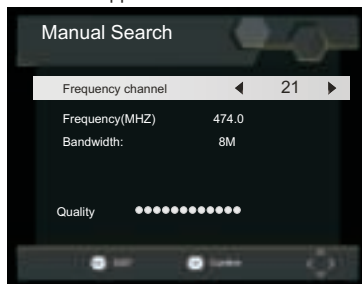 Manual Search
Frequency channel 21
Frequency(MHZ) 474.0
Bandwidth: 8M
Quality